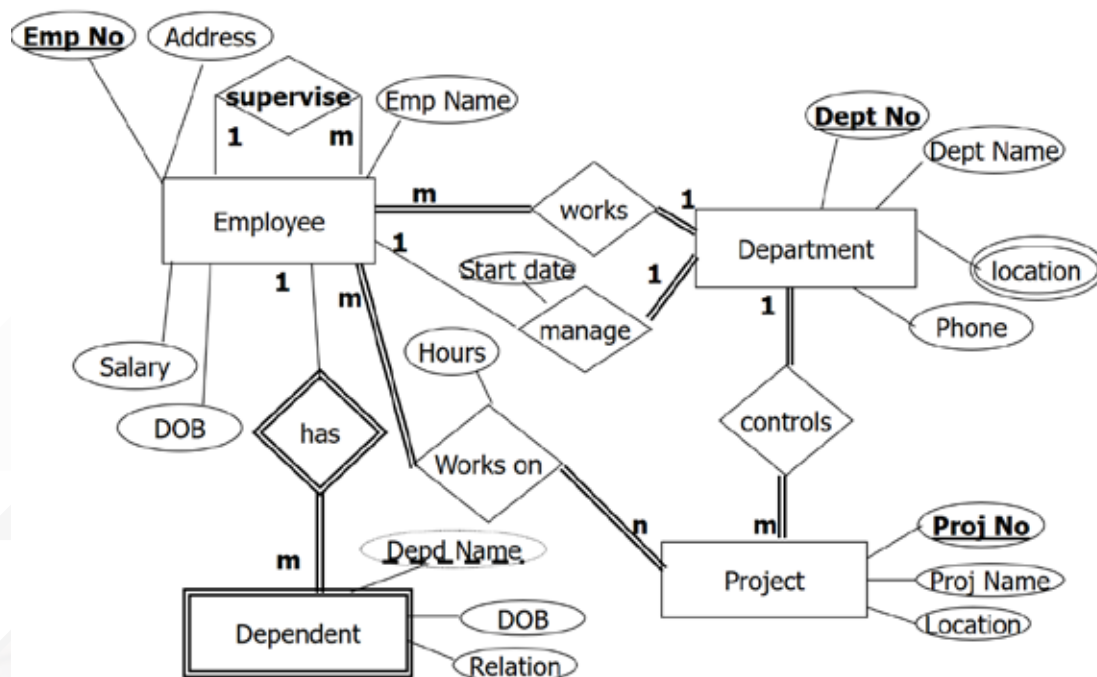 Emp No
Address
supervise
Emp Name
1
m
Dept No
Dept Name
m
works
1
Employee
Department
1
Start date
1
location
1
m
manage
1
Phone
Hours
Salary
DOB
has
controls
Works on
m
n
m
Proj No
Depd Name
Project
Proj Name
DOB
Location
Dependent
Relation